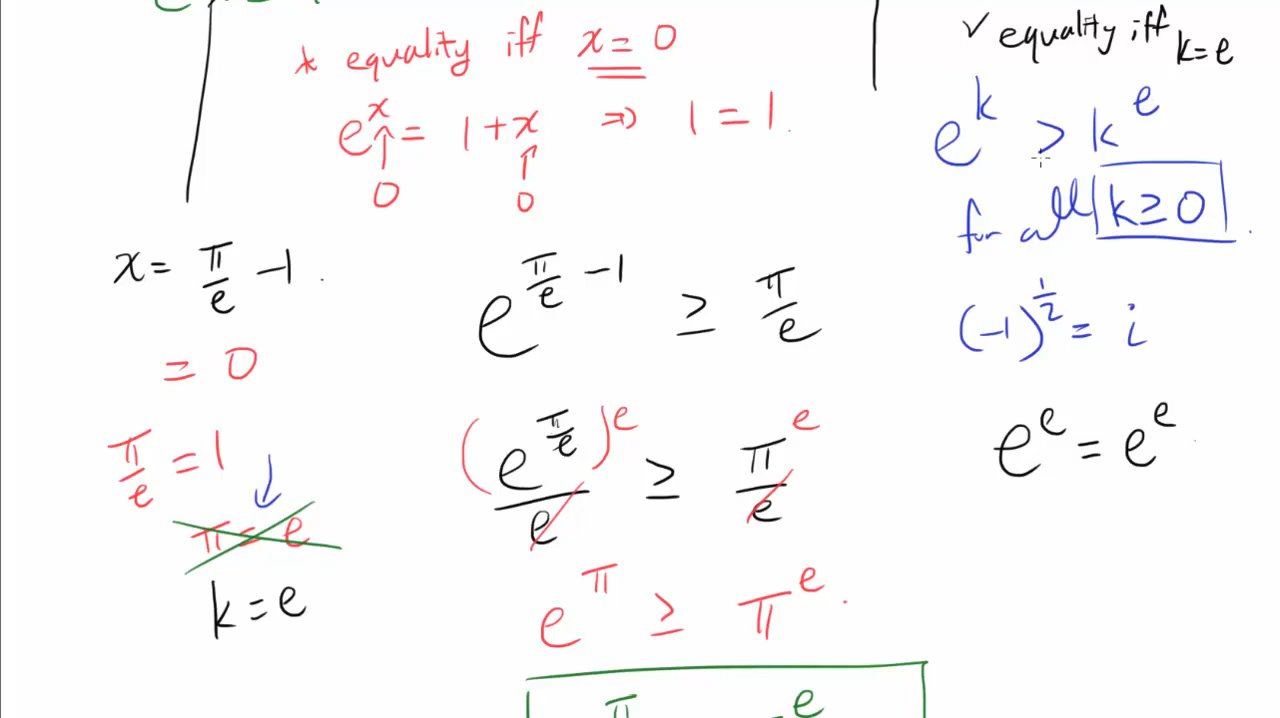 * equality iff x = 0
e^x = 1 + x ⇒ 1 = 1.
↑ ↑
0 0
x = π/e − 1.
= 0
π/e = 1
↓
π = e
k = e
e^(π/e − 1) ≥ π/e
(e^(π/e))^e / e ≥ π^e / e
e^π ≥ π^e.
π e
✓ equality iff k = e
e^k > k^e
for all k ≥ 0.
(−1)^(1/2) = i
e^e = e^e